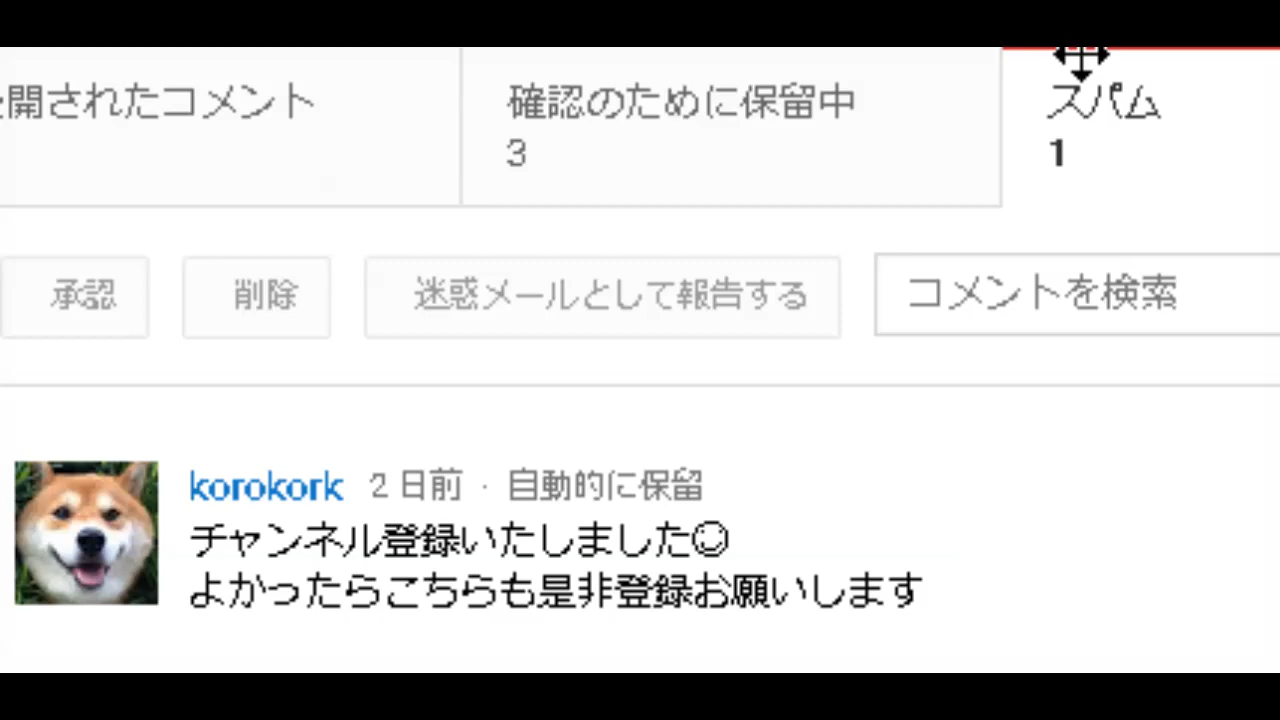 開されたコメント
確認のために保留中
3
スパム
1
承認
削除
迷惑メールとして報告する
コメントを検索
korokork 2 日前 · 自動的に保留
チャンネル登録いたしました☺
よかったらこちらも是非登録お願いします